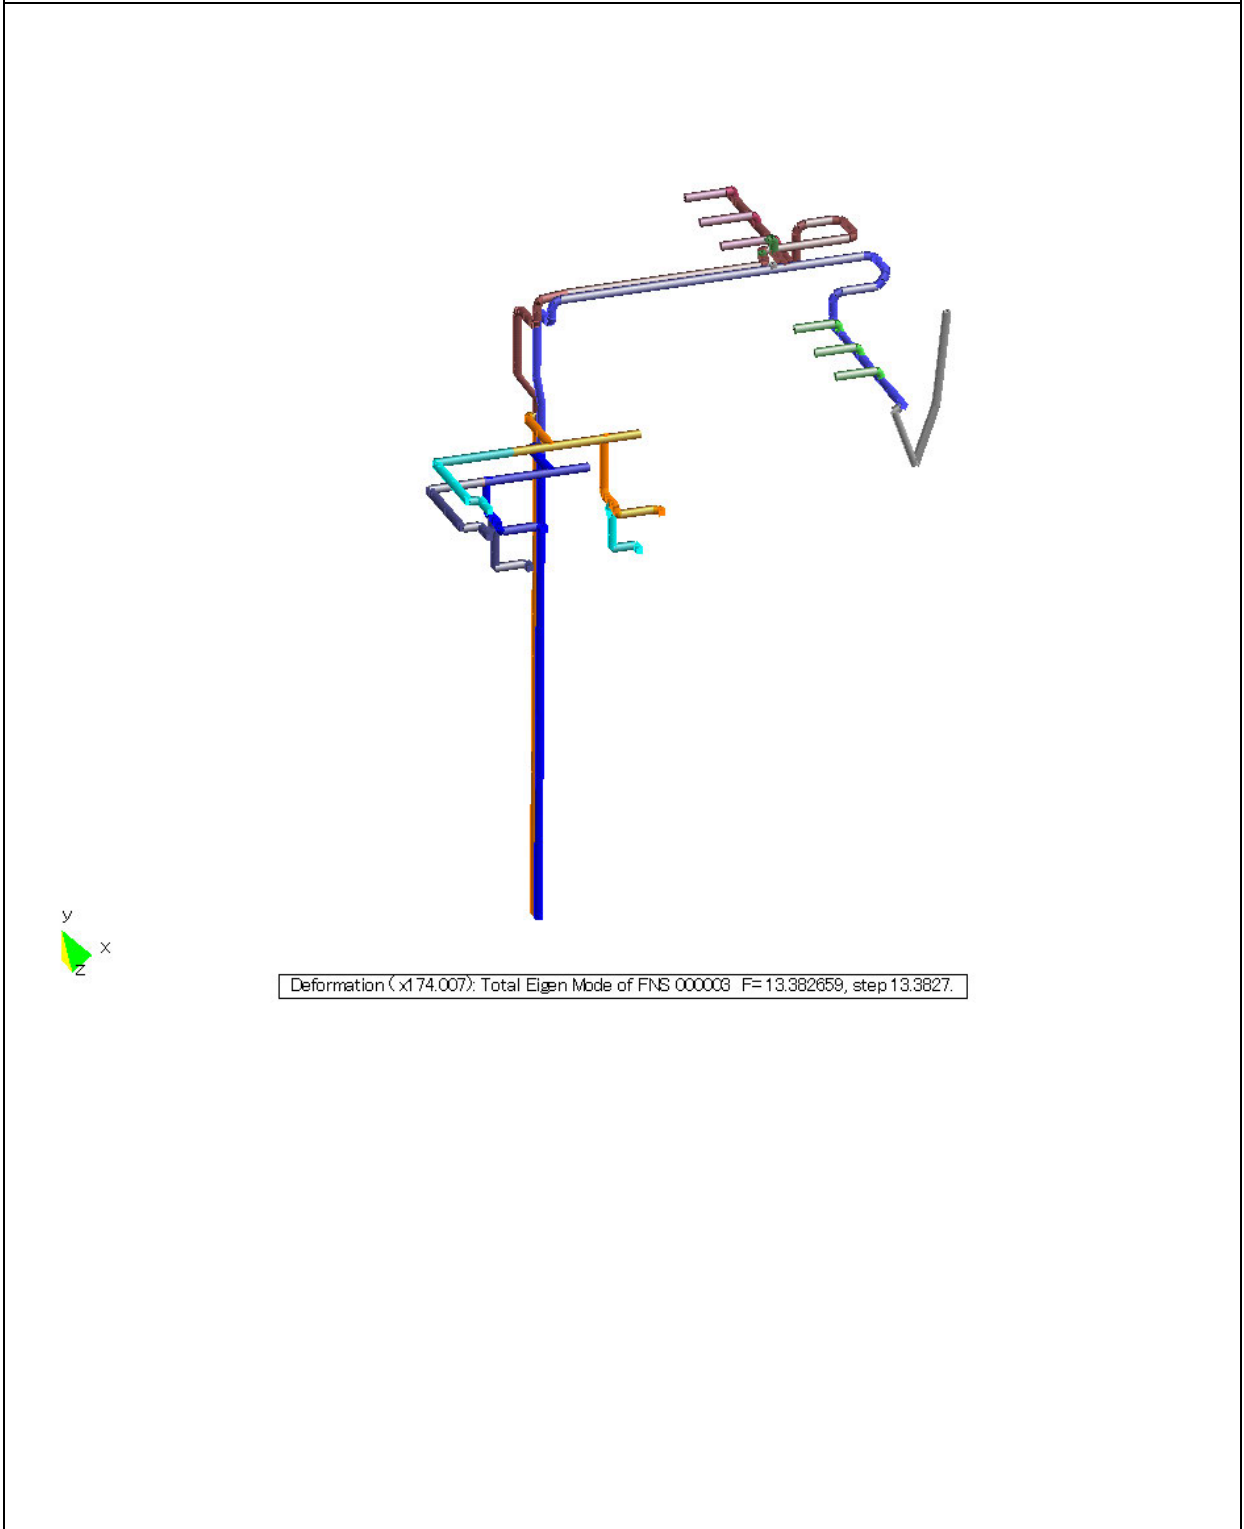 y
x
z
Deformation ( x174.007): Total Eigen Mode of FNS 000003 F= 13.382659, step 13.3827.